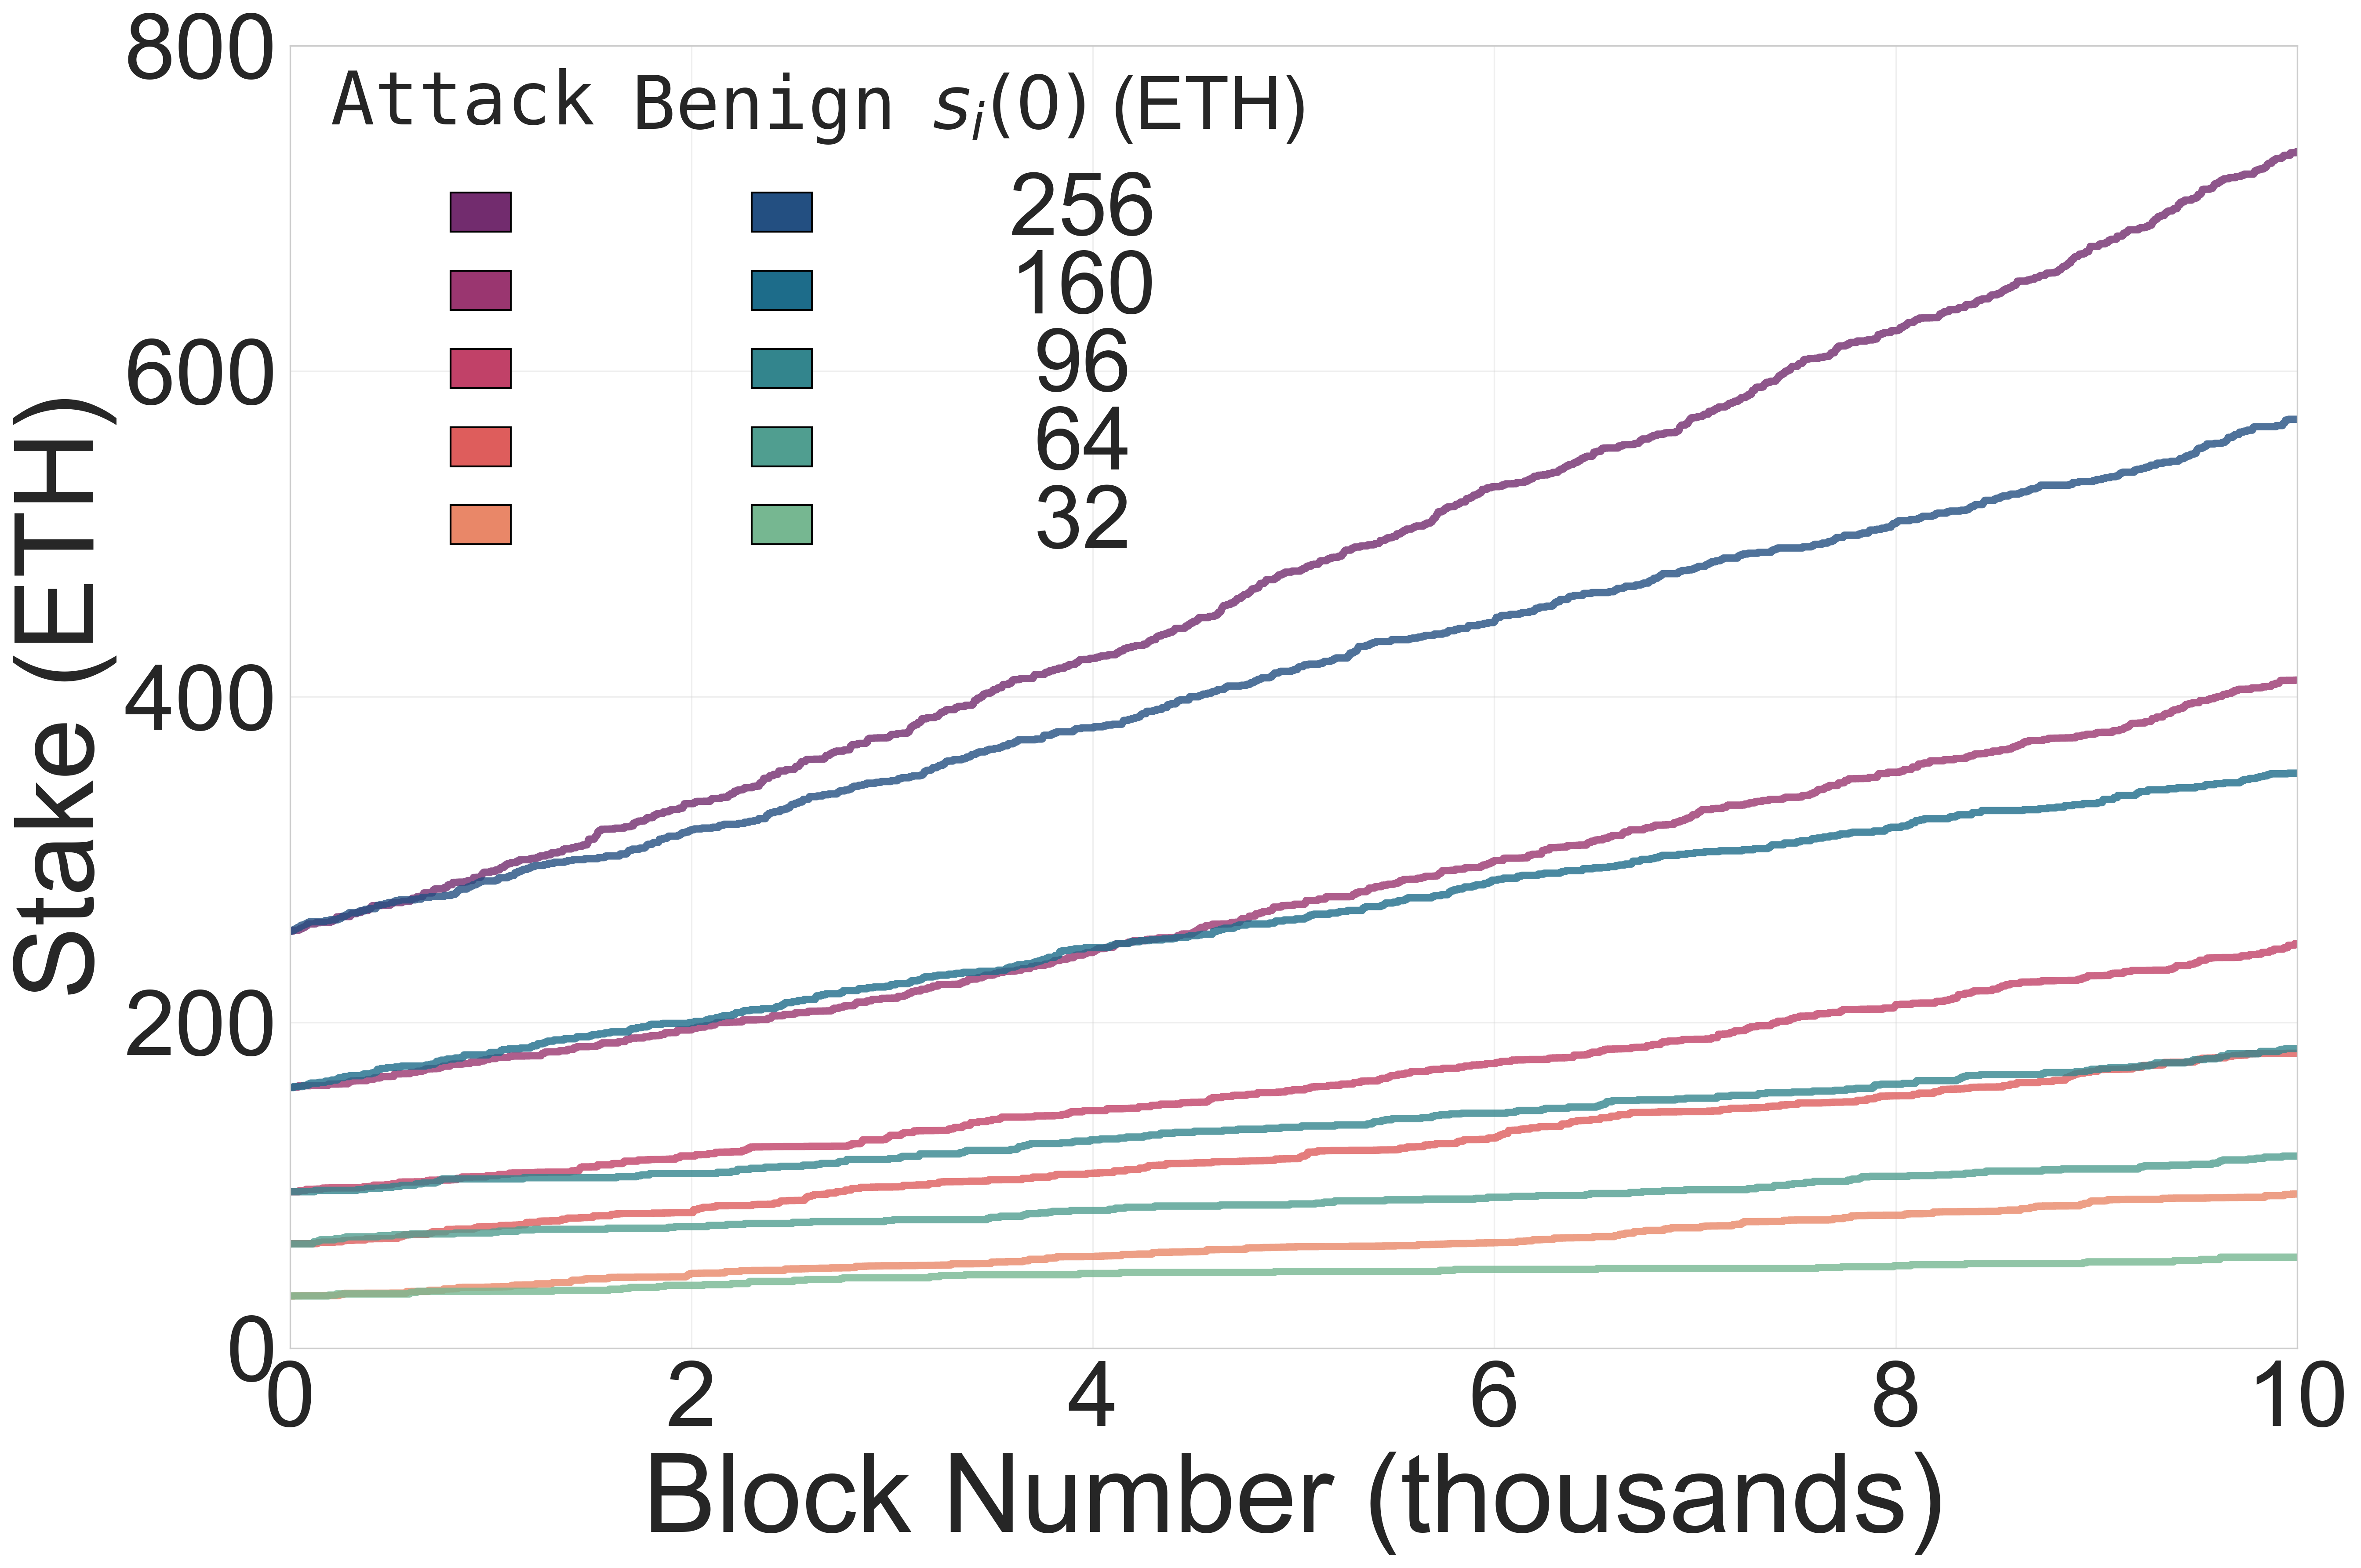 800
600
400
200
0
Stake (ETH)
Attack Benign sᵢ(0) (ETH)
256
160
96
64
32
0 2 4 6 8 10
Block Number (thousands)